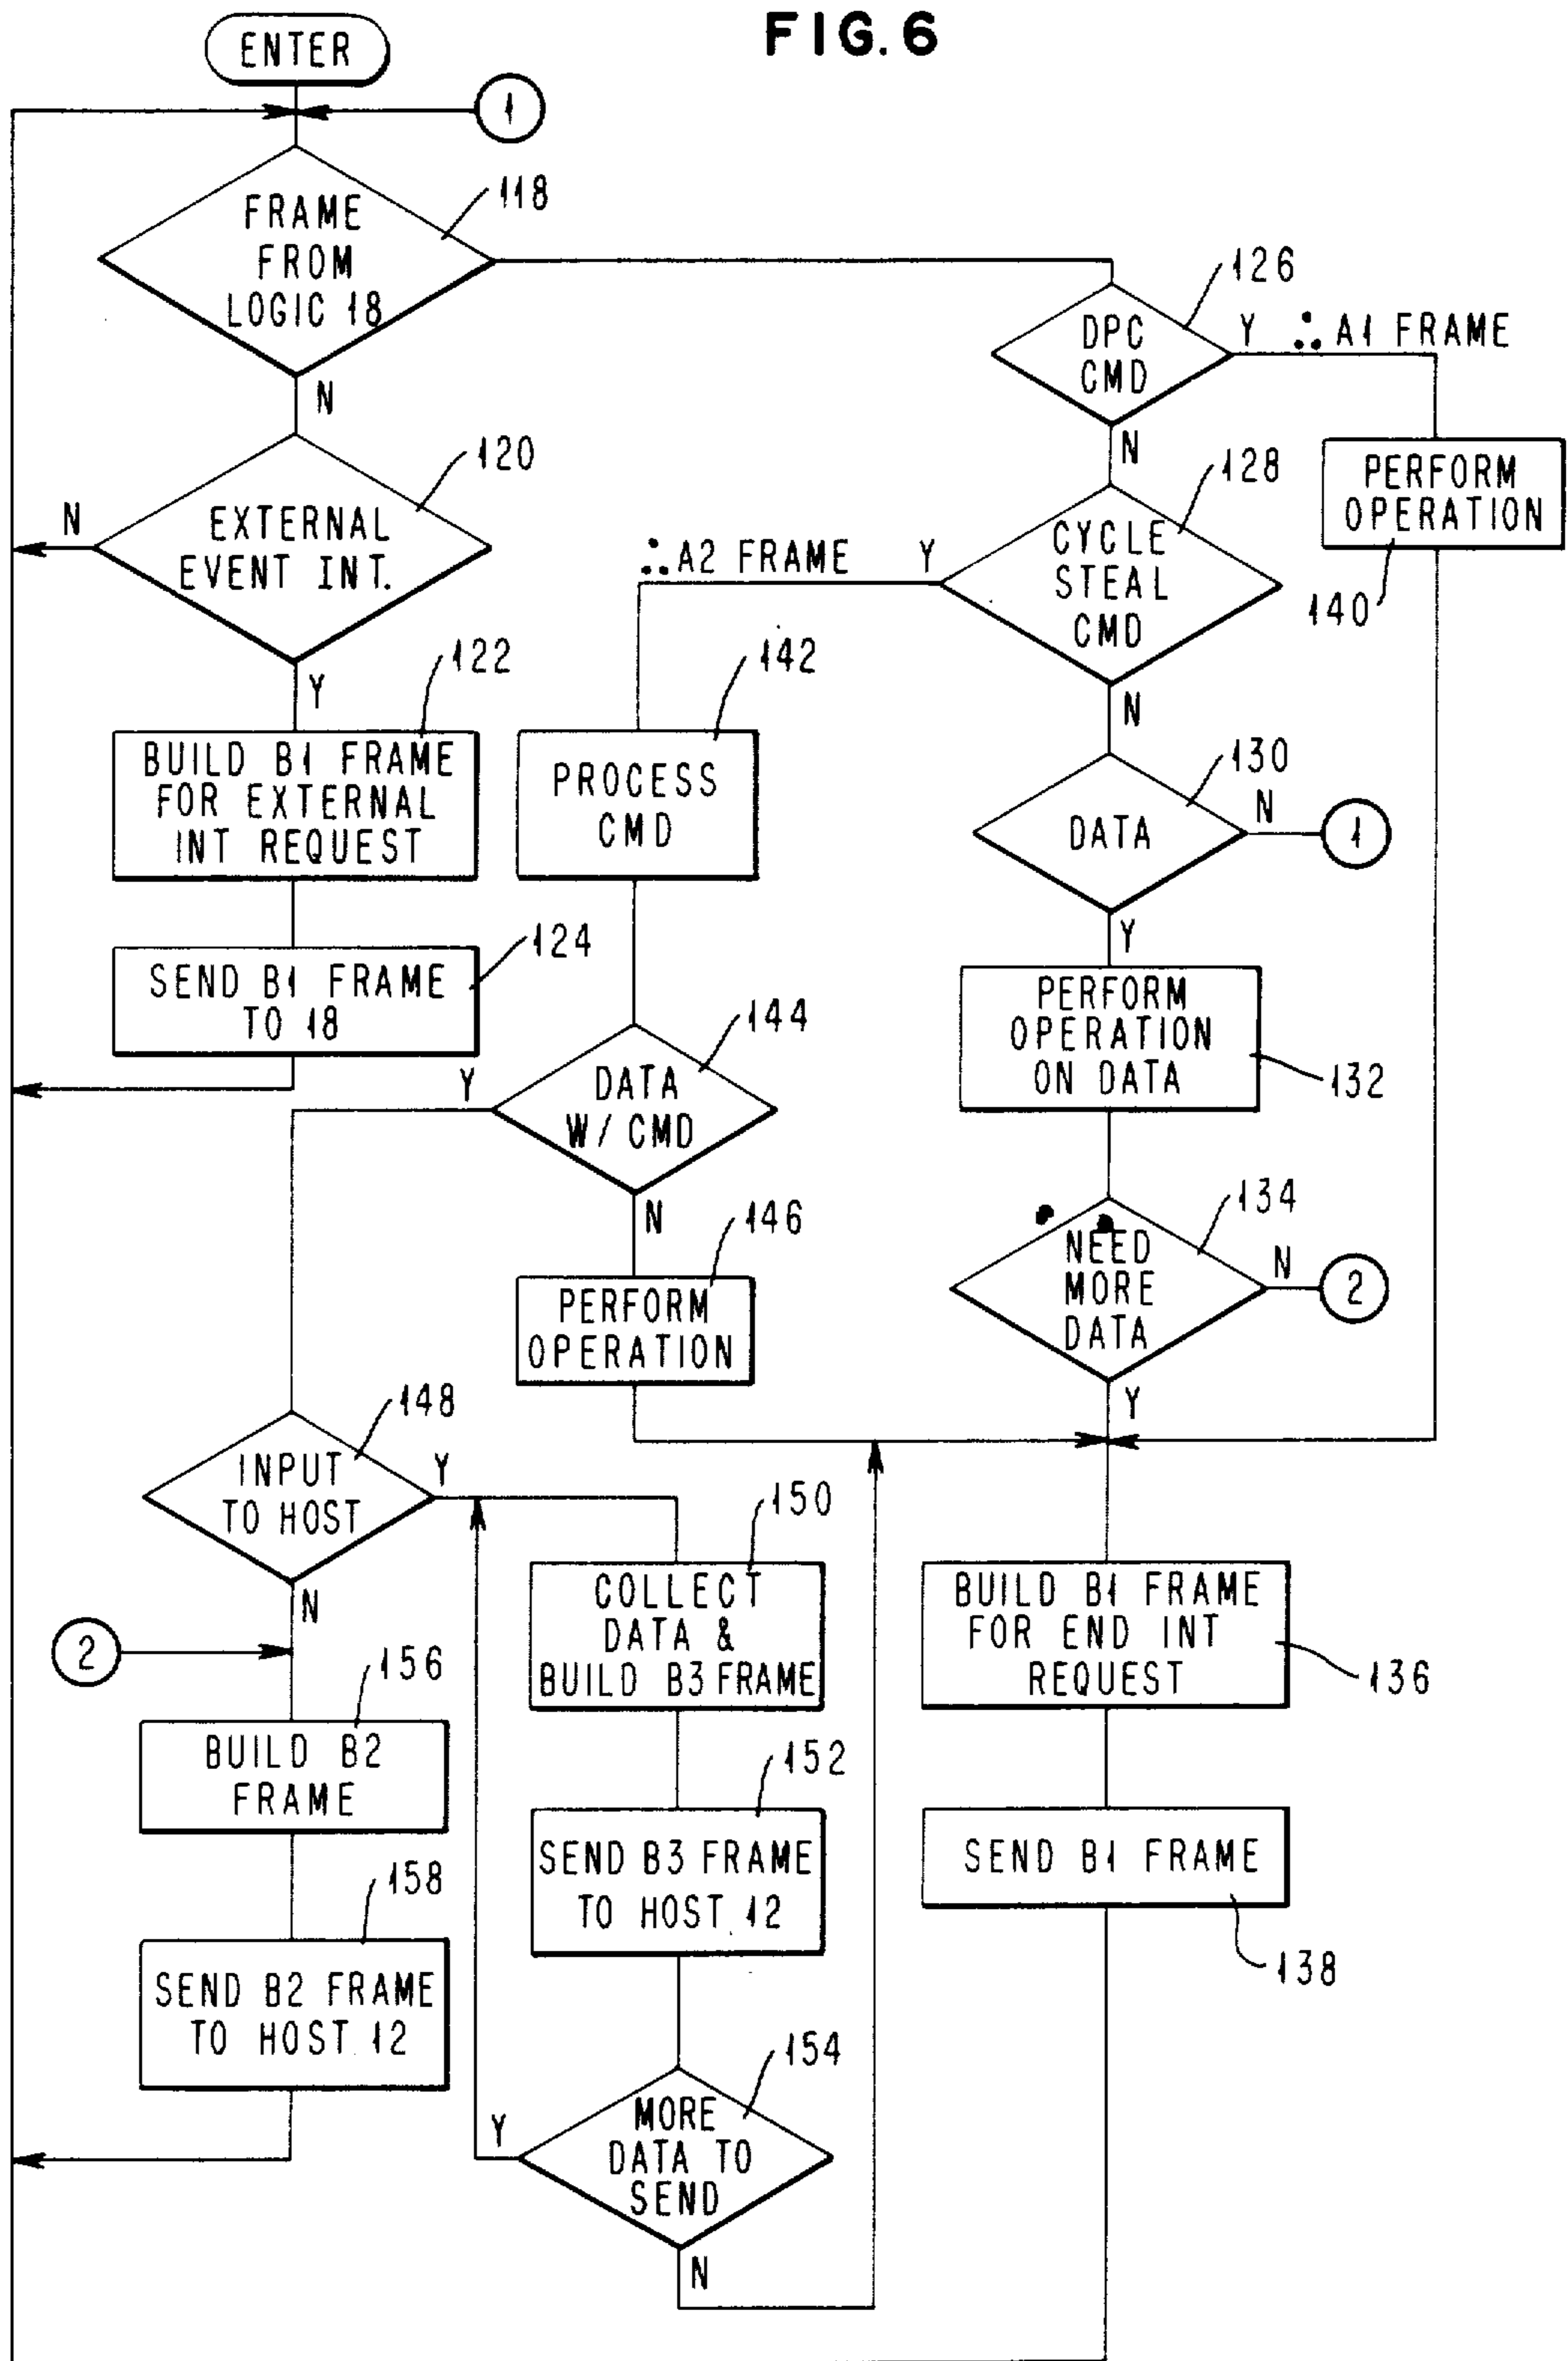 FIG. 6
ENTER
1
FRAME
FROM
LOGIC 18
118
N
EXTERNAL
EVENT INT.
120
N
Y
122
BUILD B1 FRAME
FOR EXTERNAL
INT REQUEST
124
SEND B1 FRAME
TO 18
126
DPC
CMD
Y
∴ A1 FRAME
N
PERFORM
OPERATION
140
128
CYCLE
STEAL
CMD
Y
∴ A2 FRAME
N
142
PROCESS
CMD
130
DATA
N
1
Y
PERFORM
OPERATION
ON DATA
132
144
DATA
W/ CMD
Y
N
146
PERFORM
OPERATION
134
NEED
MORE
DATA
N
2
Y
148
INPUT
TO HOST
Y
N
2
156
BUILD B2
FRAME
158
SEND B2 FRAME
TO HOST 12
150
COLLECT
DATA &
BUILD B3 FRAME
152
SEND B3 FRAME
TO HOST 12
154
MORE
DATA TO
SEND
Y
N
BUILD B1 FRAME
FOR END INT
REQUEST
136
SEND B1 FRAME
138